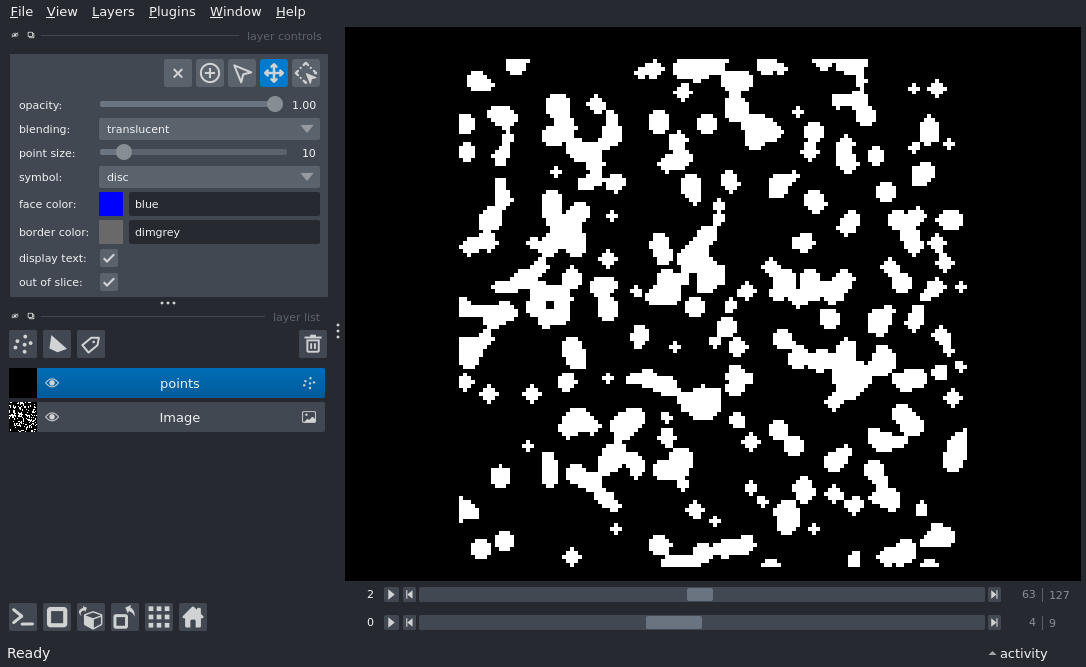 File View Layers Plugins Window Help
layer controls
opacity: 1.00
blending: translucent
point size: 10
symbol: disc
face color: blue
border color: dimgrey
display text:
out of slice:
layer list
points
Image
2 63 127
0 4 9
Ready activity